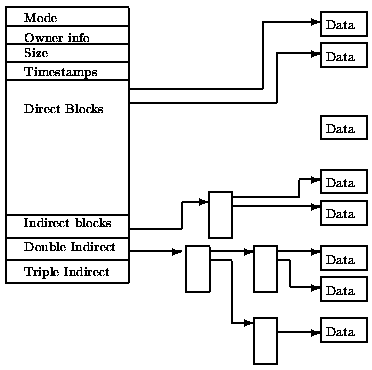 Mode
Owner info
Size
Timestamps
Direct Blocks
Indirect blocks
Double Indirect
Triple Indirect
Data
Data
Data
Data
Data
Data
Data
Data